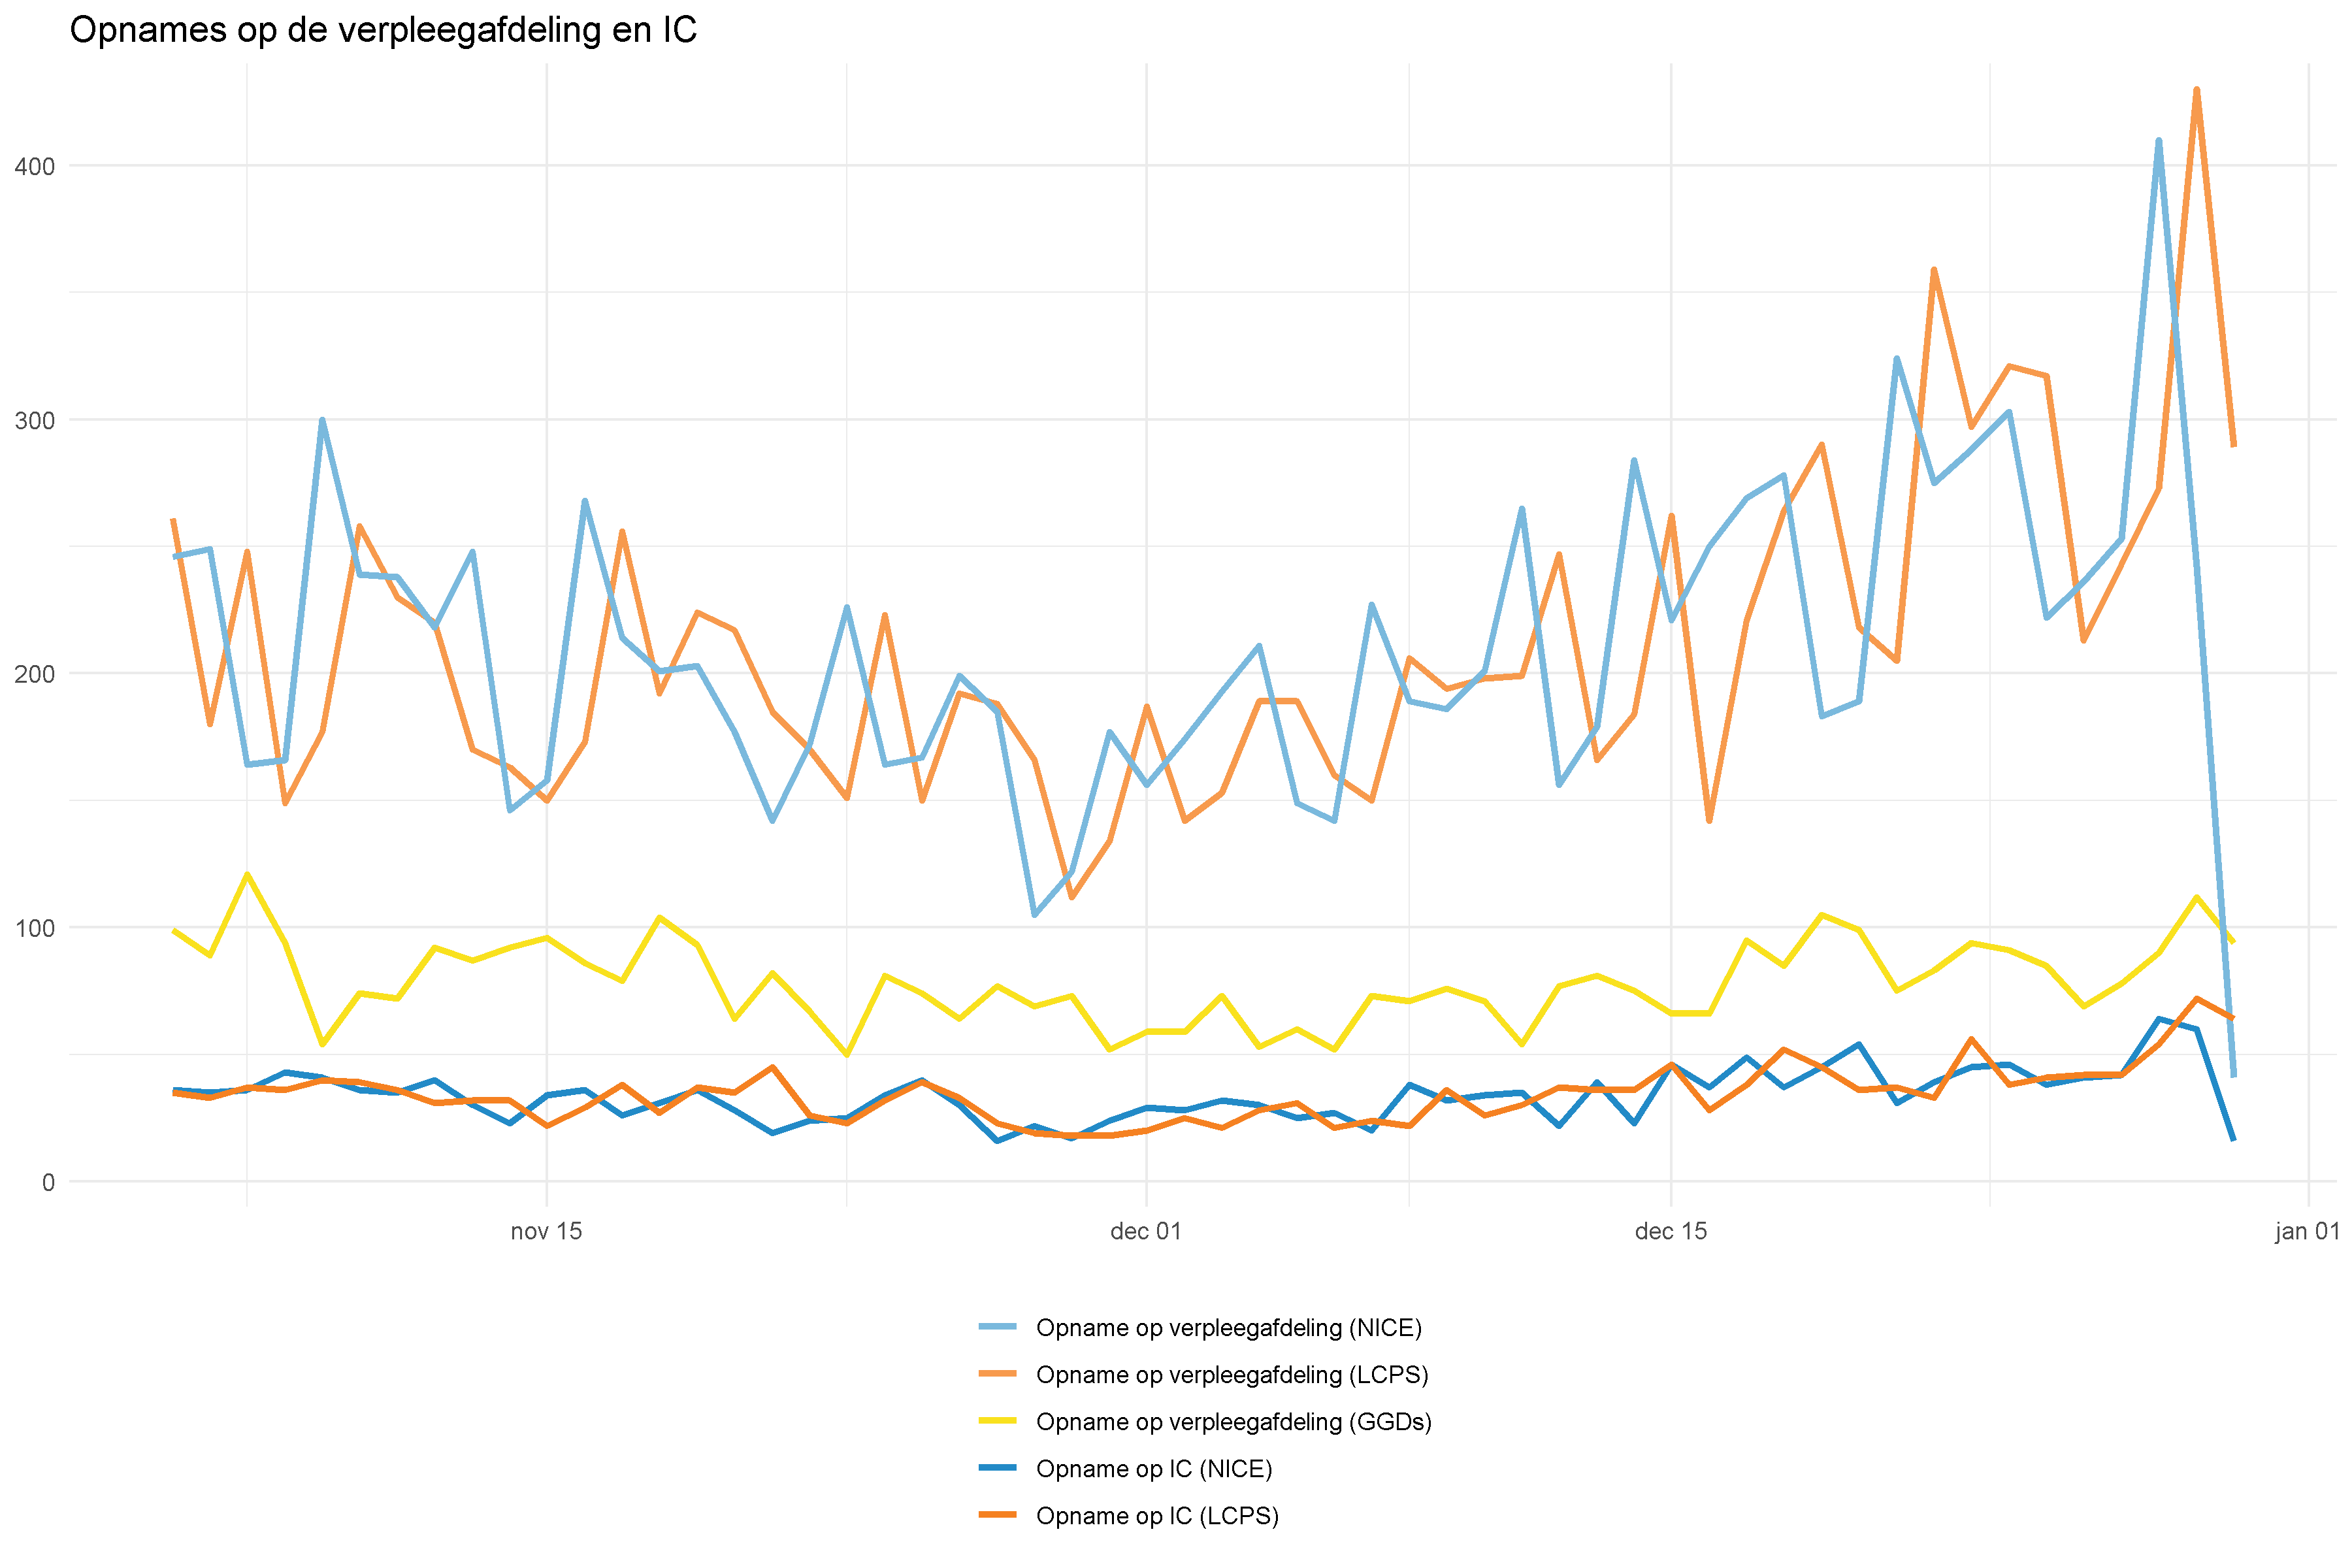 Opnames op de verpleegafdeling en IC
400
300
200
100
0
nov 15
dec 01
dec 15
jan 01
Opname op verpleegafdeling (NICE)
Opname op verpleegafdeling (LCPS)
Opname op verpleegafdeling (GGDs)
Opname op IC (NICE)
Opname op IC (LCPS)